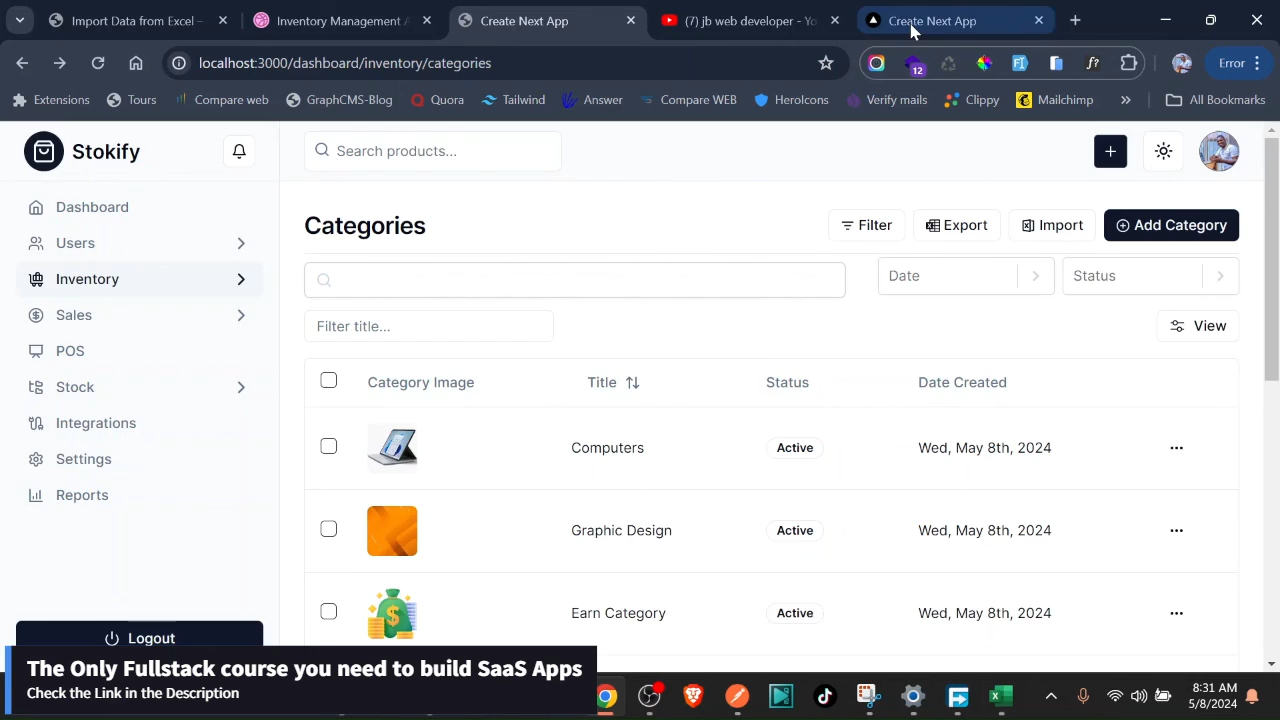 Import Data from Excel –
Inventory Management A
Create Next App
(7) jb web developer - Yo
Create Next App
localhost:3000/dashboard/inventory/categories
12
f?
Error
Extensions
Tours
Compare web
GraphCMS-Blog
Quora
Tailwind
Answer
Compare WEB
HeroIcons
Verify mails
Clippy
Mailchimp
»
All Bookmarks
Stokify
Search products...
Dashboard
Users
Inventory
Sales
POS
Stock
Integrations
Settings
Reports
Logout
Categories
Filter
Export
Import
Add Category
Date
Status
Filter title...
View
Category Image
Title
Status
Date Created
Computers
Active
Wed, May 8th, 2024
Graphic Design
Active
Wed, May 8th, 2024
Earn Category
Active
Wed, May 8th, 2024
The Only Fullstack course you need to build SaaS Apps
Check the Link in the Description
8:31 AM
5/8/2024